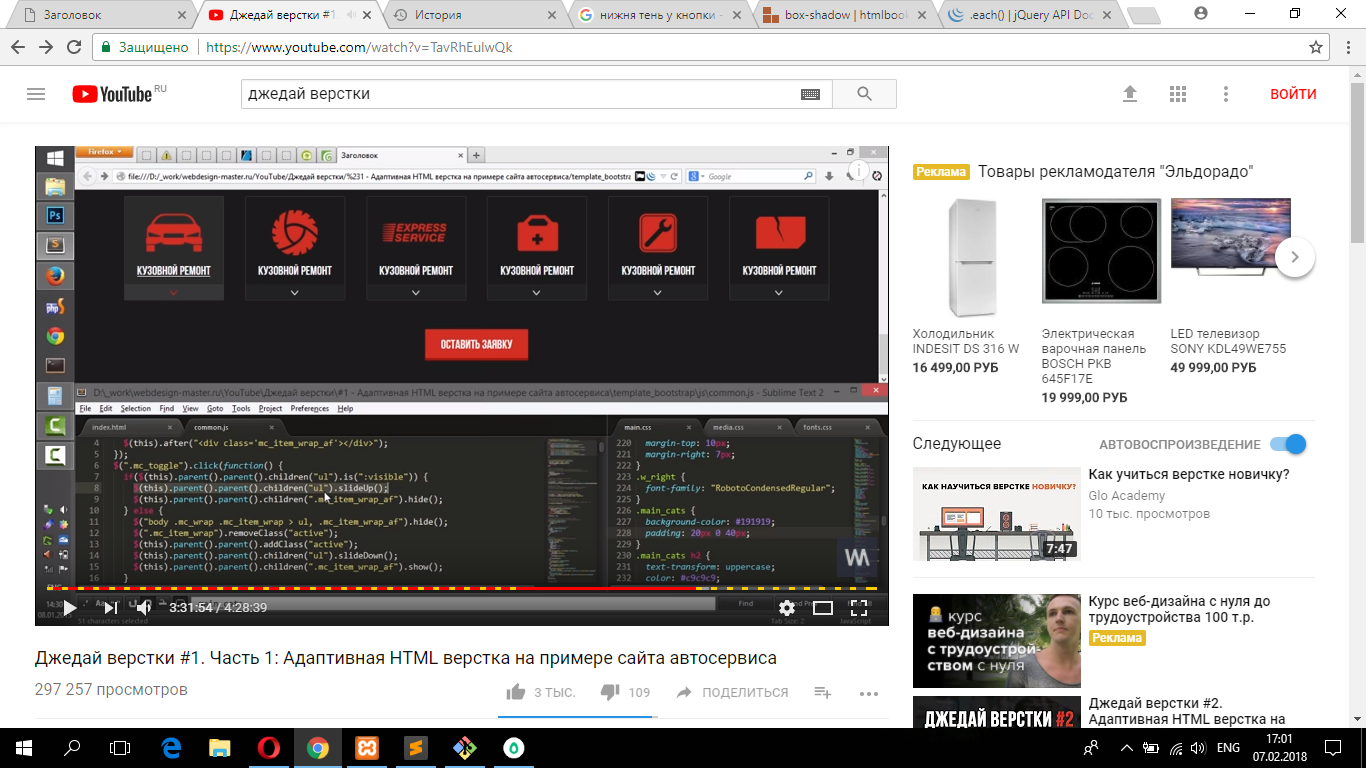 Заголовок
Джедай верстки #1
История
нижня тень у кнопки -
box-shadow | htmlbook
.each() | jQuery API Doc
Защищено
https://www.youtube.com/watch?v=TavRhEulwQk
YouTube RU
джедай верстки
ВОЙТИ
Firefox
Заголовок
file:///D:/_work/webdesign-master.ru/YouTube/Джедай верстки/%231 - Адаптивная HTML верстка на примере сайта автосервиса/template_bootstra
Google
EXPRESS
SERVICE
КУЗОВНОЙ РЕМОНТ
КУЗОВНОЙ РЕМОНТ
КУЗОВНОЙ РЕМОНТ
КУЗОВНОЙ РЕМОНТ
КУЗОВНОЙ РЕМОНТ
КУЗОВНОЙ РЕМОНТ
ОСТАВИТЬ ЗАЯВКУ
D:\_work\webdesign-master.ru\YouTube\Джедай верстки\#1 - Адаптивная HTML верстка на примере сайта автосервиса\template_bootstrap\js\common.js - Sublime Text 2
File Edit Selection Find View Goto Tools Project Preferences Help
index.html
common.js
4 $(this).after("<div class='mc_item_wrap_af'></div>");
5 });
6 $(".mc_toggle").click(function() {
7 if($(this).parent().parent().children("ul").is(":visible")) {
8 $(this).parent().parent().children("ul").slideUp();
9 $(this).parent().parent().children(".mc_item_wrap_af").hide();
10 } else {
11 $("body .mc_wrap .mc_item_wrap > ul, .mc_item_wrap_af").hide();
12 $(".mc_item_wrap").removeClass("active");
13 $(this).parent().parent().addClass("active");
14 $(this).parent().parent().children("ul").slideDown();
15 $(this).parent().parent().children(".mc_item_wrap_af").show();
16 }
main.css
media.css
fonts.css
220 margin-top: 10px;
221 margin-right: 7px;
222 }
223 .w_right {
224 font-family: "RobotoCondensedRegular";
225 }
226 .main_cats {
227 background-color: #191919;
228 padding: 20px 0 40px;
229 }
230 .main_cats h2 {
231 text-transform: uppercase;
232 color: #c9c9c9;
3:31:54 / 4:28:39
Find
51 characters selected
Tab Size: 2
JavaScript
Джедай верстки #1. Часть 1: Адаптивная HTML верстка на примере сайта автосервиса
297 257 просмотров
3 ТЫС.
109
ПОДЕЛИТЬСЯ
Реклама
Товары рекламодателя "Эльдорадо"
Холодильник
INDESIT DS 316 W
16 499,00 РУБ
Электрическая
варочная панель
BOSCH PKB
645F17E
19 999,00 РУБ
LED телевизор
SONY KDL49WE755
49 999,00 РУБ
Следующее
АВТОВОСПРОИЗВЕДЕНИЕ
КАК НАУЧИТЬСЯ ВЕРСТКЕ НОВИЧКУ?
7:47
Как учиться верстке новичку?
Glo Academy
10 тыс. просмотров
курс
веб-дизайна
с трудоустрой-
ством с нуля
Курс веб-дизайна с нуля до
трудоустройства 100 т.р.
Реклама
ДЖЕДАЙ ВЕРСТКИ #2
Джедай верстки #2.
Адаптивная HTML верстка на
ENG
17:01
07.02.2018